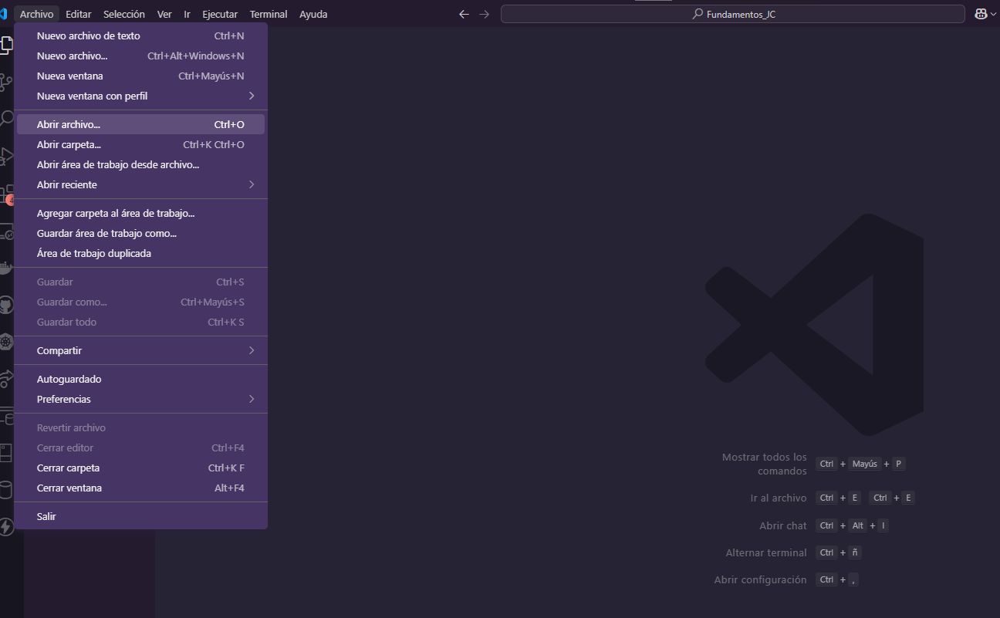 Archivo Editar Selección Ver Ir Ejecutar Terminal Ayuda Fundamentos_JC
Nuevo archivo de texto Ctrl+N
Nuevo archivo... Ctrl+Alt+Windows+N
Nueva ventana Ctrl+Mayús+N
Nueva ventana con perfil
Abrir archivo... Ctrl+O
Abrir carpeta... Ctrl+K Ctrl+O
Abrir área de trabajo desde archivo...
Abrir reciente
Agregar carpeta al área de trabajo...
Guardar área de trabajo como...
Área de trabajo duplicada
Guardar Ctrl+S
Guardar como... Ctrl+Mayús+S
Guardar todo Ctrl+K S
Compartir
Autoguardado
Preferencias
Revertir archivo
Cerrar editor Ctrl+F4
Cerrar carpeta Ctrl+K F
Cerrar ventana Alt+F4
Salir
Mostrar todos los
comandos Ctrl + Mayús + P
Ir al archivo Ctrl + E Ctrl + E
Abrir chat Ctrl + Alt + I
Alternar terminal Ctrl + ñ
Abrir configuración Ctrl + ,